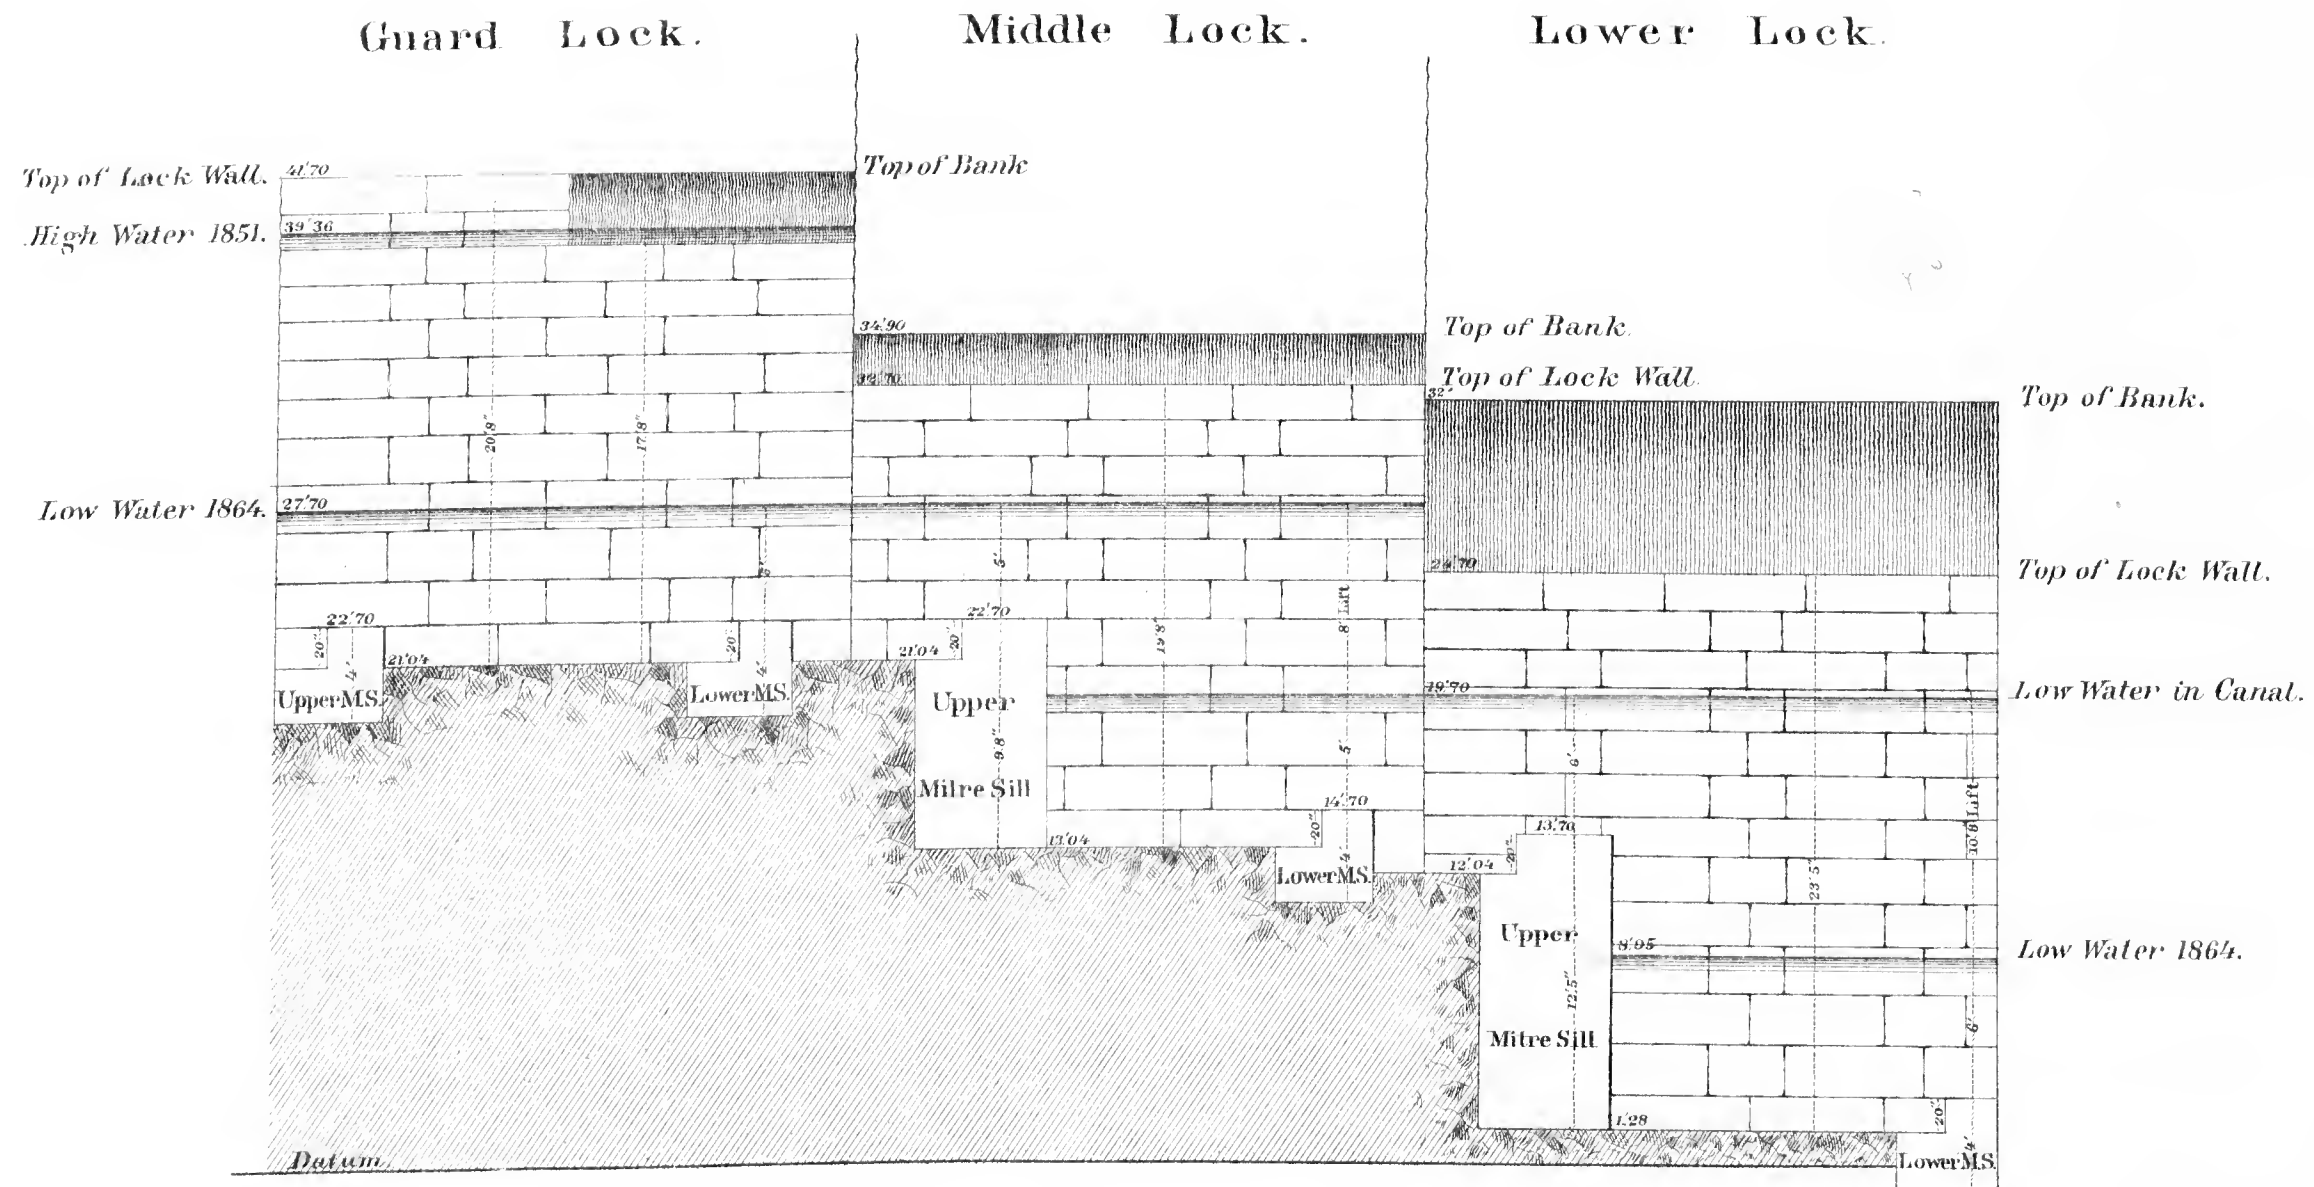 Guard Lock.
Middle Lock.
Lower Lock.
Top of Lock Wall.
41'70
High Water 1851.
39'36
20'8"
17'8"
Low Water 1864.
27'70
6'
22'70
20"
4'
21'04
Upper M.S.
20"
4'
Lower M.S.
Datum.
Top of Bank
34'90
32'70
5'
22'70
21'04
20"
Upper
Mitre Sill
9'8"
19'8"
8' Lift
5'
14'70
13'04
20"
4'
Lower M.S.
Top of Bank.
Top of Lock Wall.
32'
24'70
19'70
6'
13'70
12'04
20"
Upper
Mitre Sill
12'5"
23'5"
10'8" Lift
8'95
6'
1'28
20"
4'
Lower M.S.
Top of Bank.
Top of Lock Wall.
Low Water in Canal.
Low Water 1864.